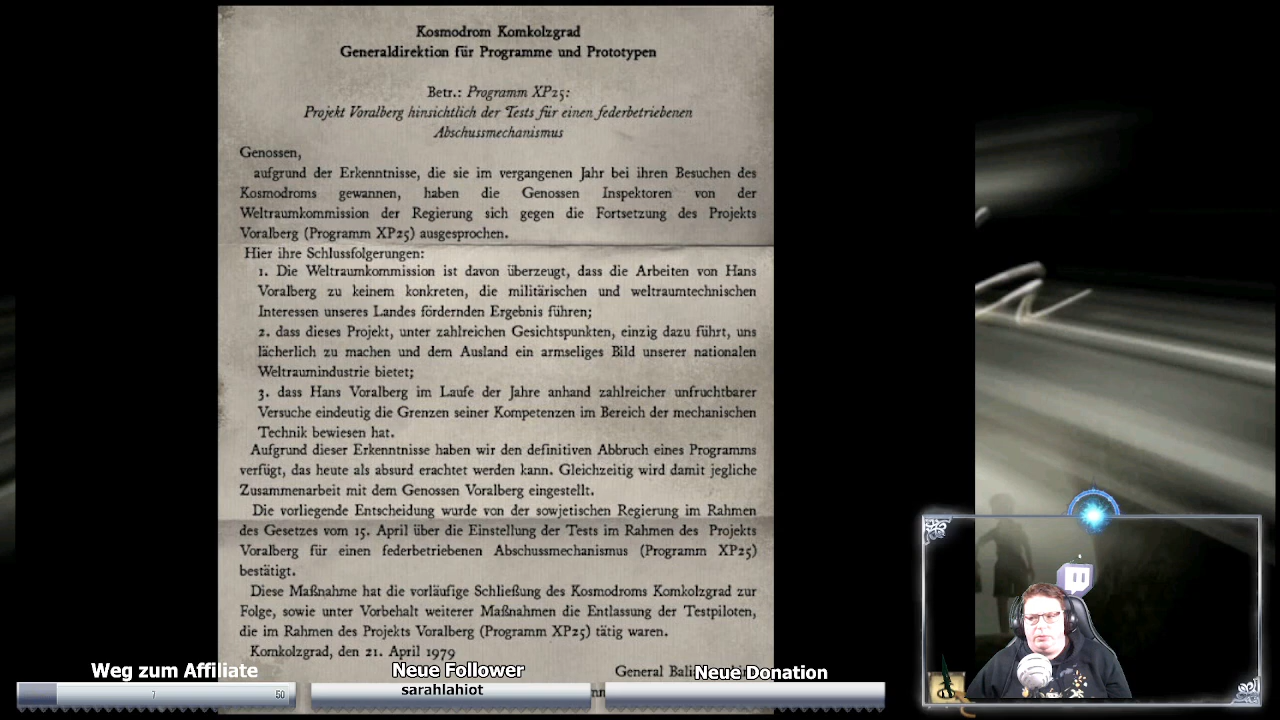 Kosmodrom Komkolzgrad
Generaldirektion für Programme und Prototypen
Betr.: Programm XP25:
Projekt Voralberg hinsichtlich der Tests für einen federbetriebenen
Abschussmechanismus
Genossen,
aufgrund der Erkenntnisse, die sie im vergangenen Jahr bei ihren Besuchen des
Kosmodroms gewannen, haben die Genossen Inspektoren von der
Weltraumkommission der Regierung sich gegen die Fortsetzung des Projekts
Voralberg (Programm XP25) ausgesprochen.
Hier ihre Schlussfolgerungen:
1. Die Weltraumkommission ist davon überzeugt, dass die Arbeiten von Hans
Voralberg zu keinem konkreten, die militärischen und weltraumtechnischen
Interessen unseres Landes fördernden Ergebnis führen;
2. dass dieses Projekt, unter zahlreichen Gesichtspunkten, einzig dazu führt, uns
lächerlich zu machen und dem Ausland ein armseliges Bild unserer nationalen
Weltraumindustrie bietet;
3. dass Hans Voralberg im Laufe der Jahre anhand zahlreicher unfruchtbarer
Versuche eindeutig die Grenzen seiner Kompetenzen im Bereich der mechanischen
Technik bewiesen hat.
Aufgrund dieser Erkenntnisse haben wir den definitiven Abbruch eines Programms
verfügt, das heute als absurd erachtet werden kann. Gleichzeitig wird damit jegliche
Zusammenarbeit mit dem Genossen Voralberg eingestellt.
Die vorliegende Entscheidung wurde von der sowjetischen Regierung im Rahmen
des Gesetzes vom 15. April über die Einstellung der Tests im Rahmen des Projekts
Voralberg für einen federbetriebenen Abschussmechanismus (Programm XP25)
bestätigt.
Diese Maßnahme hat die vorläufige Schließung des Kosmodroms Komkolzgrad zur
Folge, sowie unter Vorbehalt weiterer Maßnahmen die Entlassung der Testpiloten,
die im Rahmen des Projekts Voralberg (Programm XP25) tätig waren.
Komkolzgrad, den 21. April 1979
General
Weg zum Affiliate
7
50
Neue Follower
sarahlahiot
Neue Donation